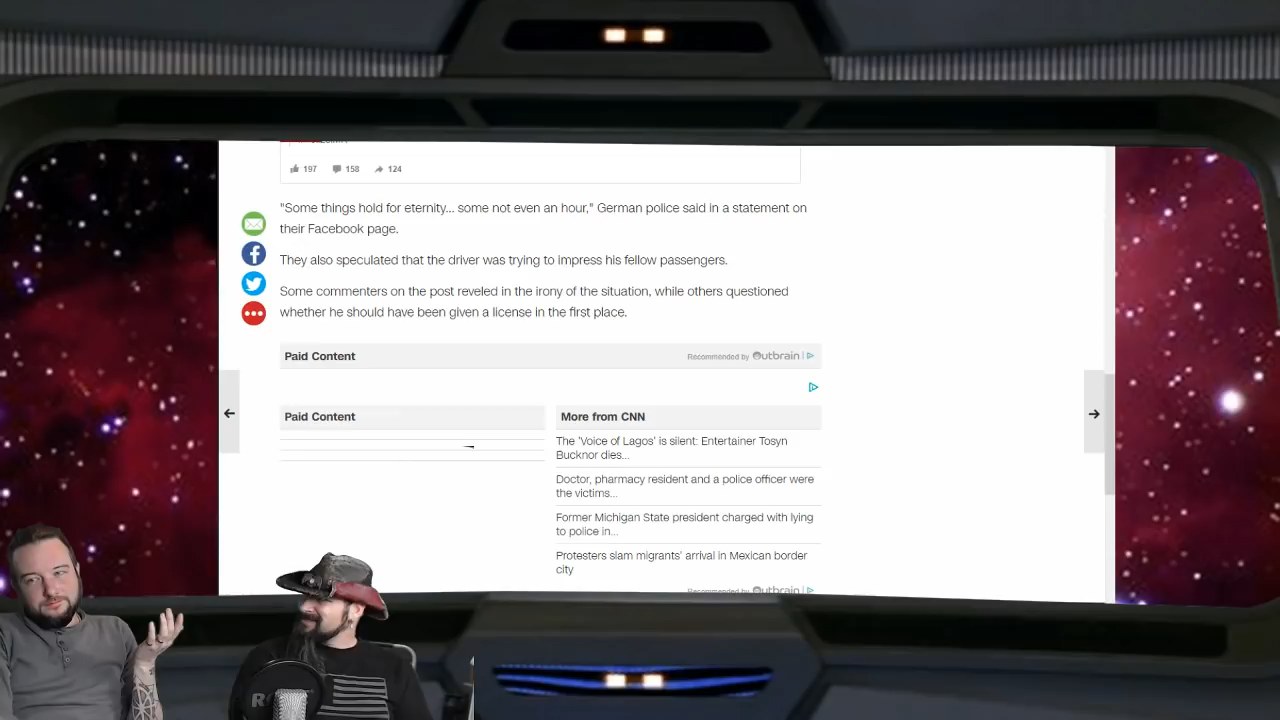 197 158 124
"Some things hold for eternity... some not even an hour," German police said in a statement on
their Facebook page.
They also speculated that the driver was trying to impress his fellow passengers.
Some commenters on the post reveled in the irony of the situation, while others questioned
whether he should have been given a license in the first place.
Paid Content
Recommended by Outbrain
Paid Content
More from CNN
The 'Voice of Lagos' is silent: Entertainer Tosyn
Bucknor dies...
Doctor, pharmacy resident and a police officer were
the victims...
Former Michigan State president charged with lying
to police in...
Protesters slam migrants' arrival in Mexican border
city
Recommended by Outbrain